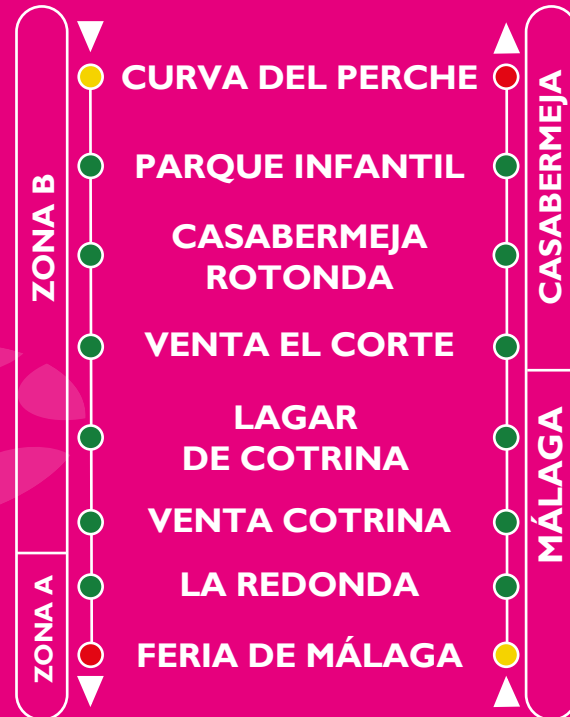 ZONA B
ZONA A
CURVA DEL PERCHE
PARQUE INFANTIL
CASABERMEJA
ROTONDA
VENTA EL CORTE
LAGAR
DE COTRINA
VENTA COTRINA
LA REDONDA
FERIA DE MÁLAGA
CASABERMEJA
MÁLAGA